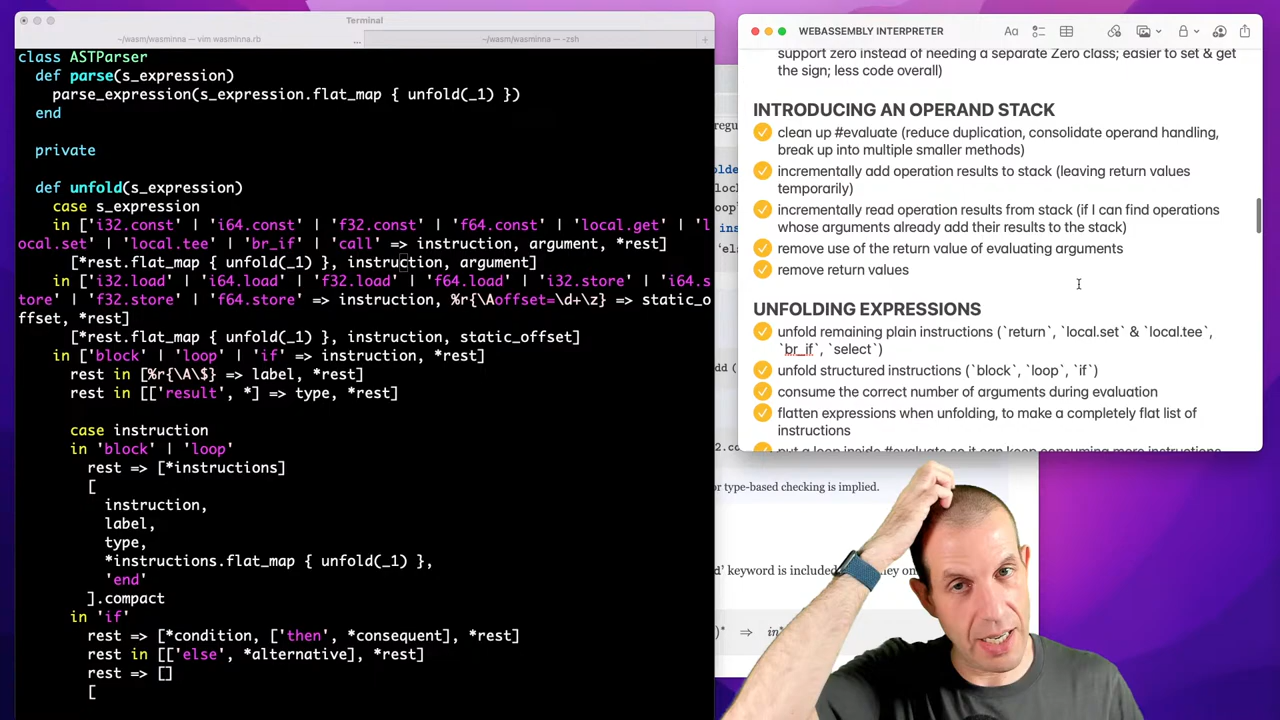 Terminal
~/wasm/wasminna — vim wasminna.rb
...
~/wasm/wasminna — -zsh
+
class ASTParser
  def parse(s_expression)
    parse_expression(s_expression.flat_map { unfold(_1) })
  end
  private
  def unfold(s_expression)
    case s_expression
    in ['i32.const' | 'i64.const' | 'f32.const' | 'f64.const' | 'local.get' | 'l
ocal.set' | 'local.tee' | 'br_if' | 'call' => instruction, argument, *rest]
      [*rest.flat_map { unfold(_1) }, instruction, argument]
    in ['i32.load' | 'i64.load' | 'f32.load' | 'f64.load' | 'i32.store' | 'i64.s
tore' | 'f32.store' | 'f64.store' => instruction, %r{\Aoffset=\d+\z} => static_o
ffset, *rest]
      [*rest.flat_map { unfold(_1) }, instruction, static_offset]
    in ['block' | 'loop' | 'if' => instruction, *rest]
      rest in [%r{\A\$} => label, *rest]
      rest in [['result', *] => type, *rest]
      case instruction
      in 'block' | 'loop'
        rest => [*instructions]
        [
          instruction,
          label,
          type,
          *instructions.flat_map { unfold(_1) },
          'end'
        ].compact
      in 'if'
        rest => [*condition, ['then', *consequent], *rest]
        rest in [['else', *alternative], *rest]
        rest => []
        [
WEBASSEMBLY INTERPRETER
Aa
support zero instead of needing a separate Zero class; easier to set & get
the sign; less code overall)
INTRODUCING AN OPERAND STACK
clean up #evaluate (reduce duplication, consolidate operand handling,
break up into multiple smaller methods)
incrementally add operation results to stack (leaving return values
temporarily)
incrementally read operation results from stack (if I can find operations
whose arguments already add their results to the stack)
remove use of the return value of evaluating arguments
remove return values
UNFOLDING EXPRESSIONS
unfold remaining plain instructions (`return`, `local.set` & `local.tee`,
`br_if`, `select`)
unfold structured instructions (`block`, `loop`, `if`)
consume the correct number of arguments during evaluation
flatten expressions when unfolding, to make a completely flat list of
instructions
put a loop inside #evaluate so it can keep consuming more instructions
or type-based checking is implied.
keyword is included